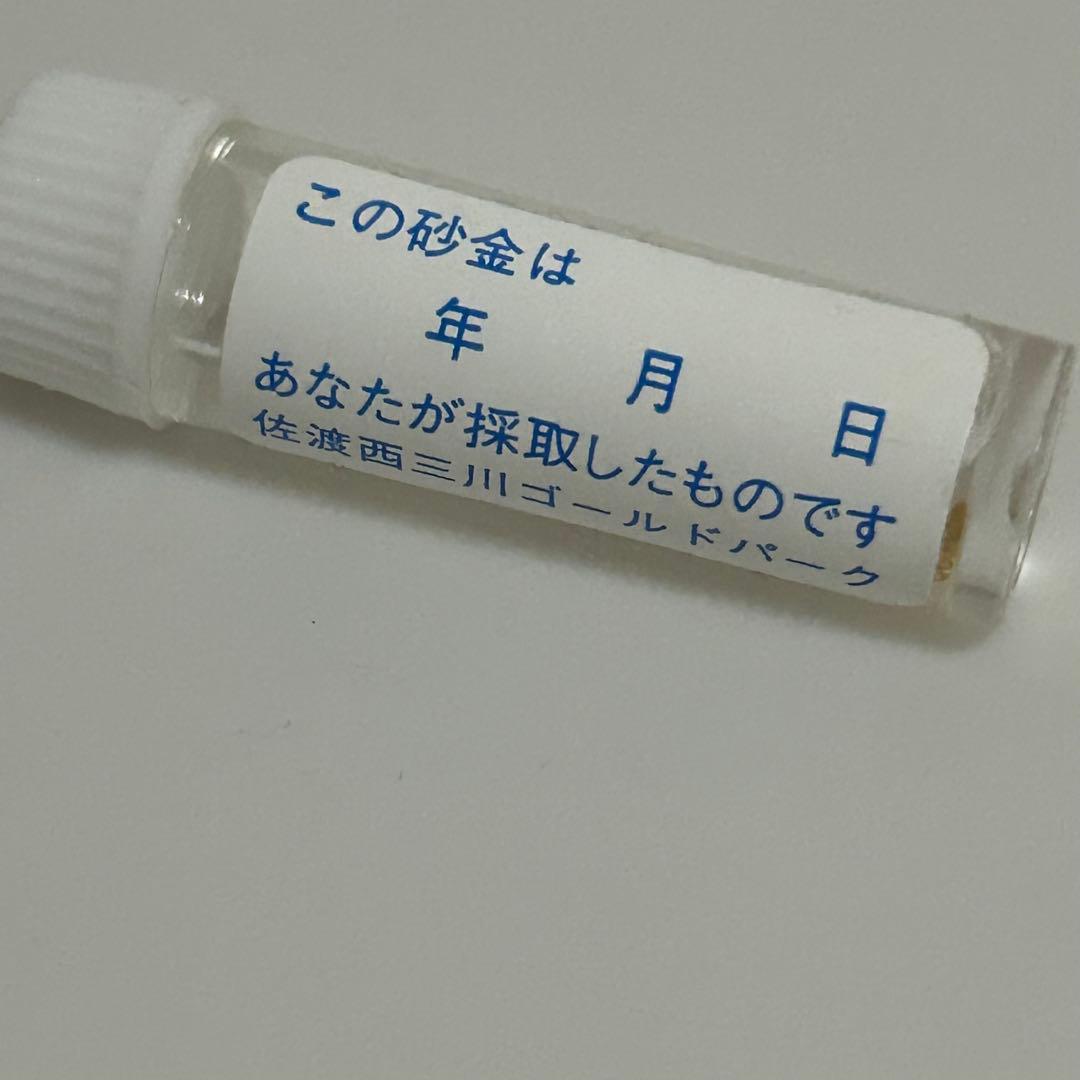 この砂金は
年 月 日
あなたが採取したものです
佐渡西三川ゴールドパーク